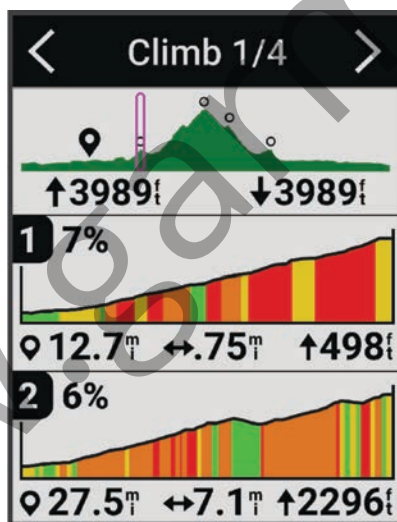 Climb 1/4
↑3989ft ↓3989ft
1 7%
12.7mi ↔.75mi ↑498ft
2 6%
27.5mi ↔7.1mi ↑2296ft